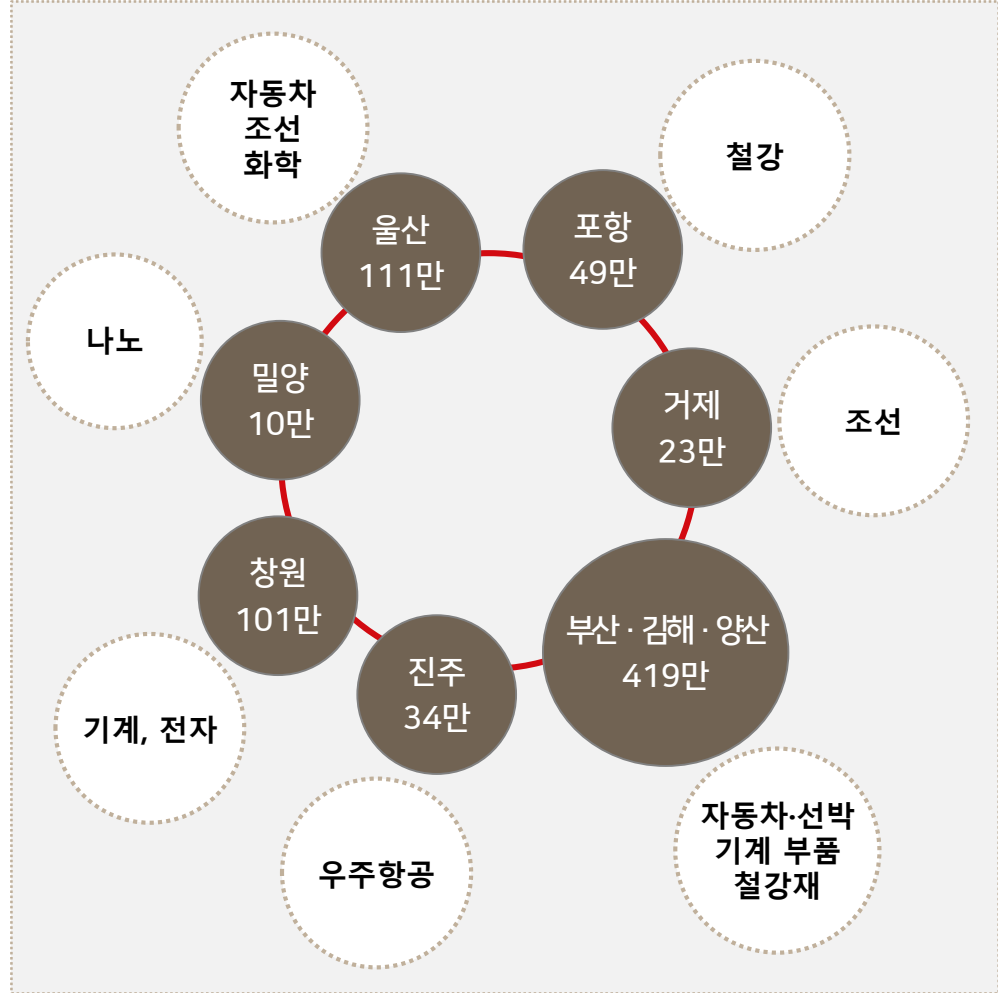 자동차
조선
화학
울산
111만
철강
포항
49만
나노
밀양
10만
거제
23만
조선
창원
101만
기계, 전자
진주
34만
우주항공
부산 · 김해 · 양산
419만
자동차·선박
기계 부품
철강재